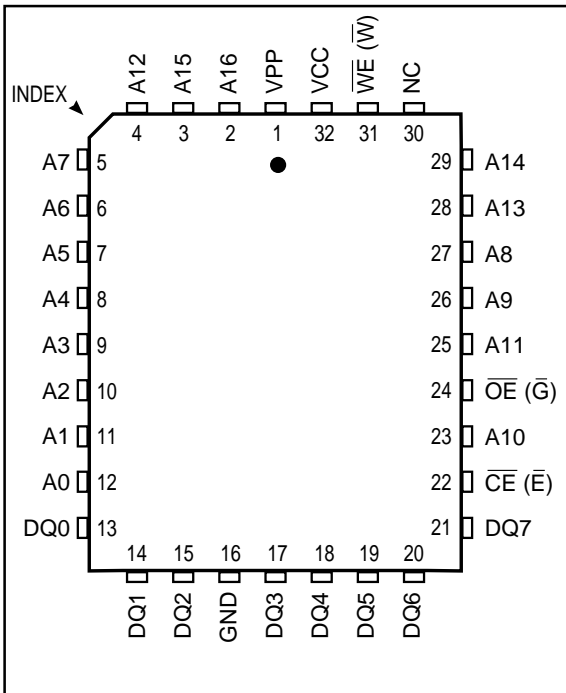 A12 A15 A16 VPP VCC W̅E̅ (W̅) NC
INDEX
4 3 2 1 32 31 30
A7 5 29 A14
A6 6 28 A13
A5 7 27 A8
A4 8 26 A9
A3 9 25 A11
A2 10 24 O̅E̅ (G̅)
A1 11 23 A10
A0 12 22 C̅E̅ (E̅)
DQ0 13 21 DQ7
14 15 16 17 18 19 20
DQ1 DQ2 GND DQ3 DQ4 DQ5 DQ6